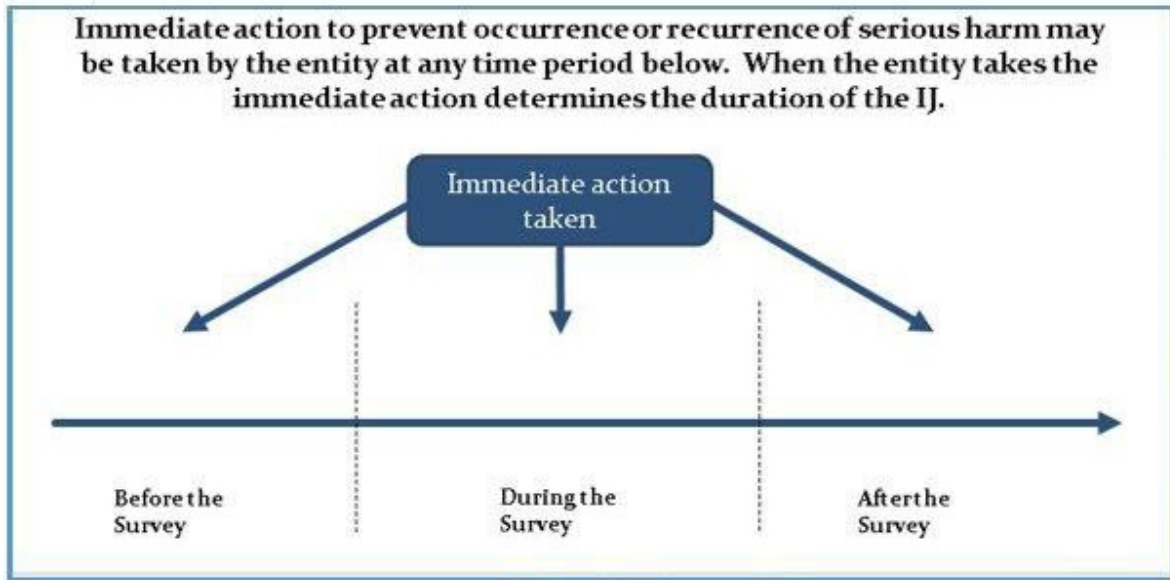 Immediate action to prevent occurrence or recurrence of serious harm may
be taken by the entity at any time period below. When the entity takes the
immediate action determines the duration of the IJ.
Immediate action
taken
Before the
Survey
During the
Survey
After the
Survey